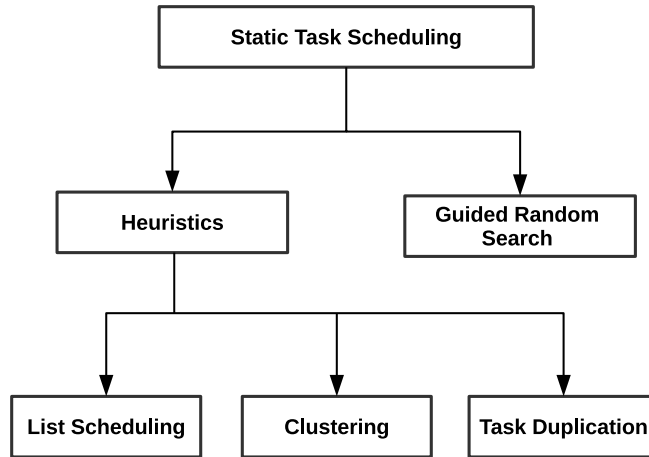 Static Task Scheduling
Heuristics
Guided Random
Search
List Scheduling
Clustering
Task Duplication